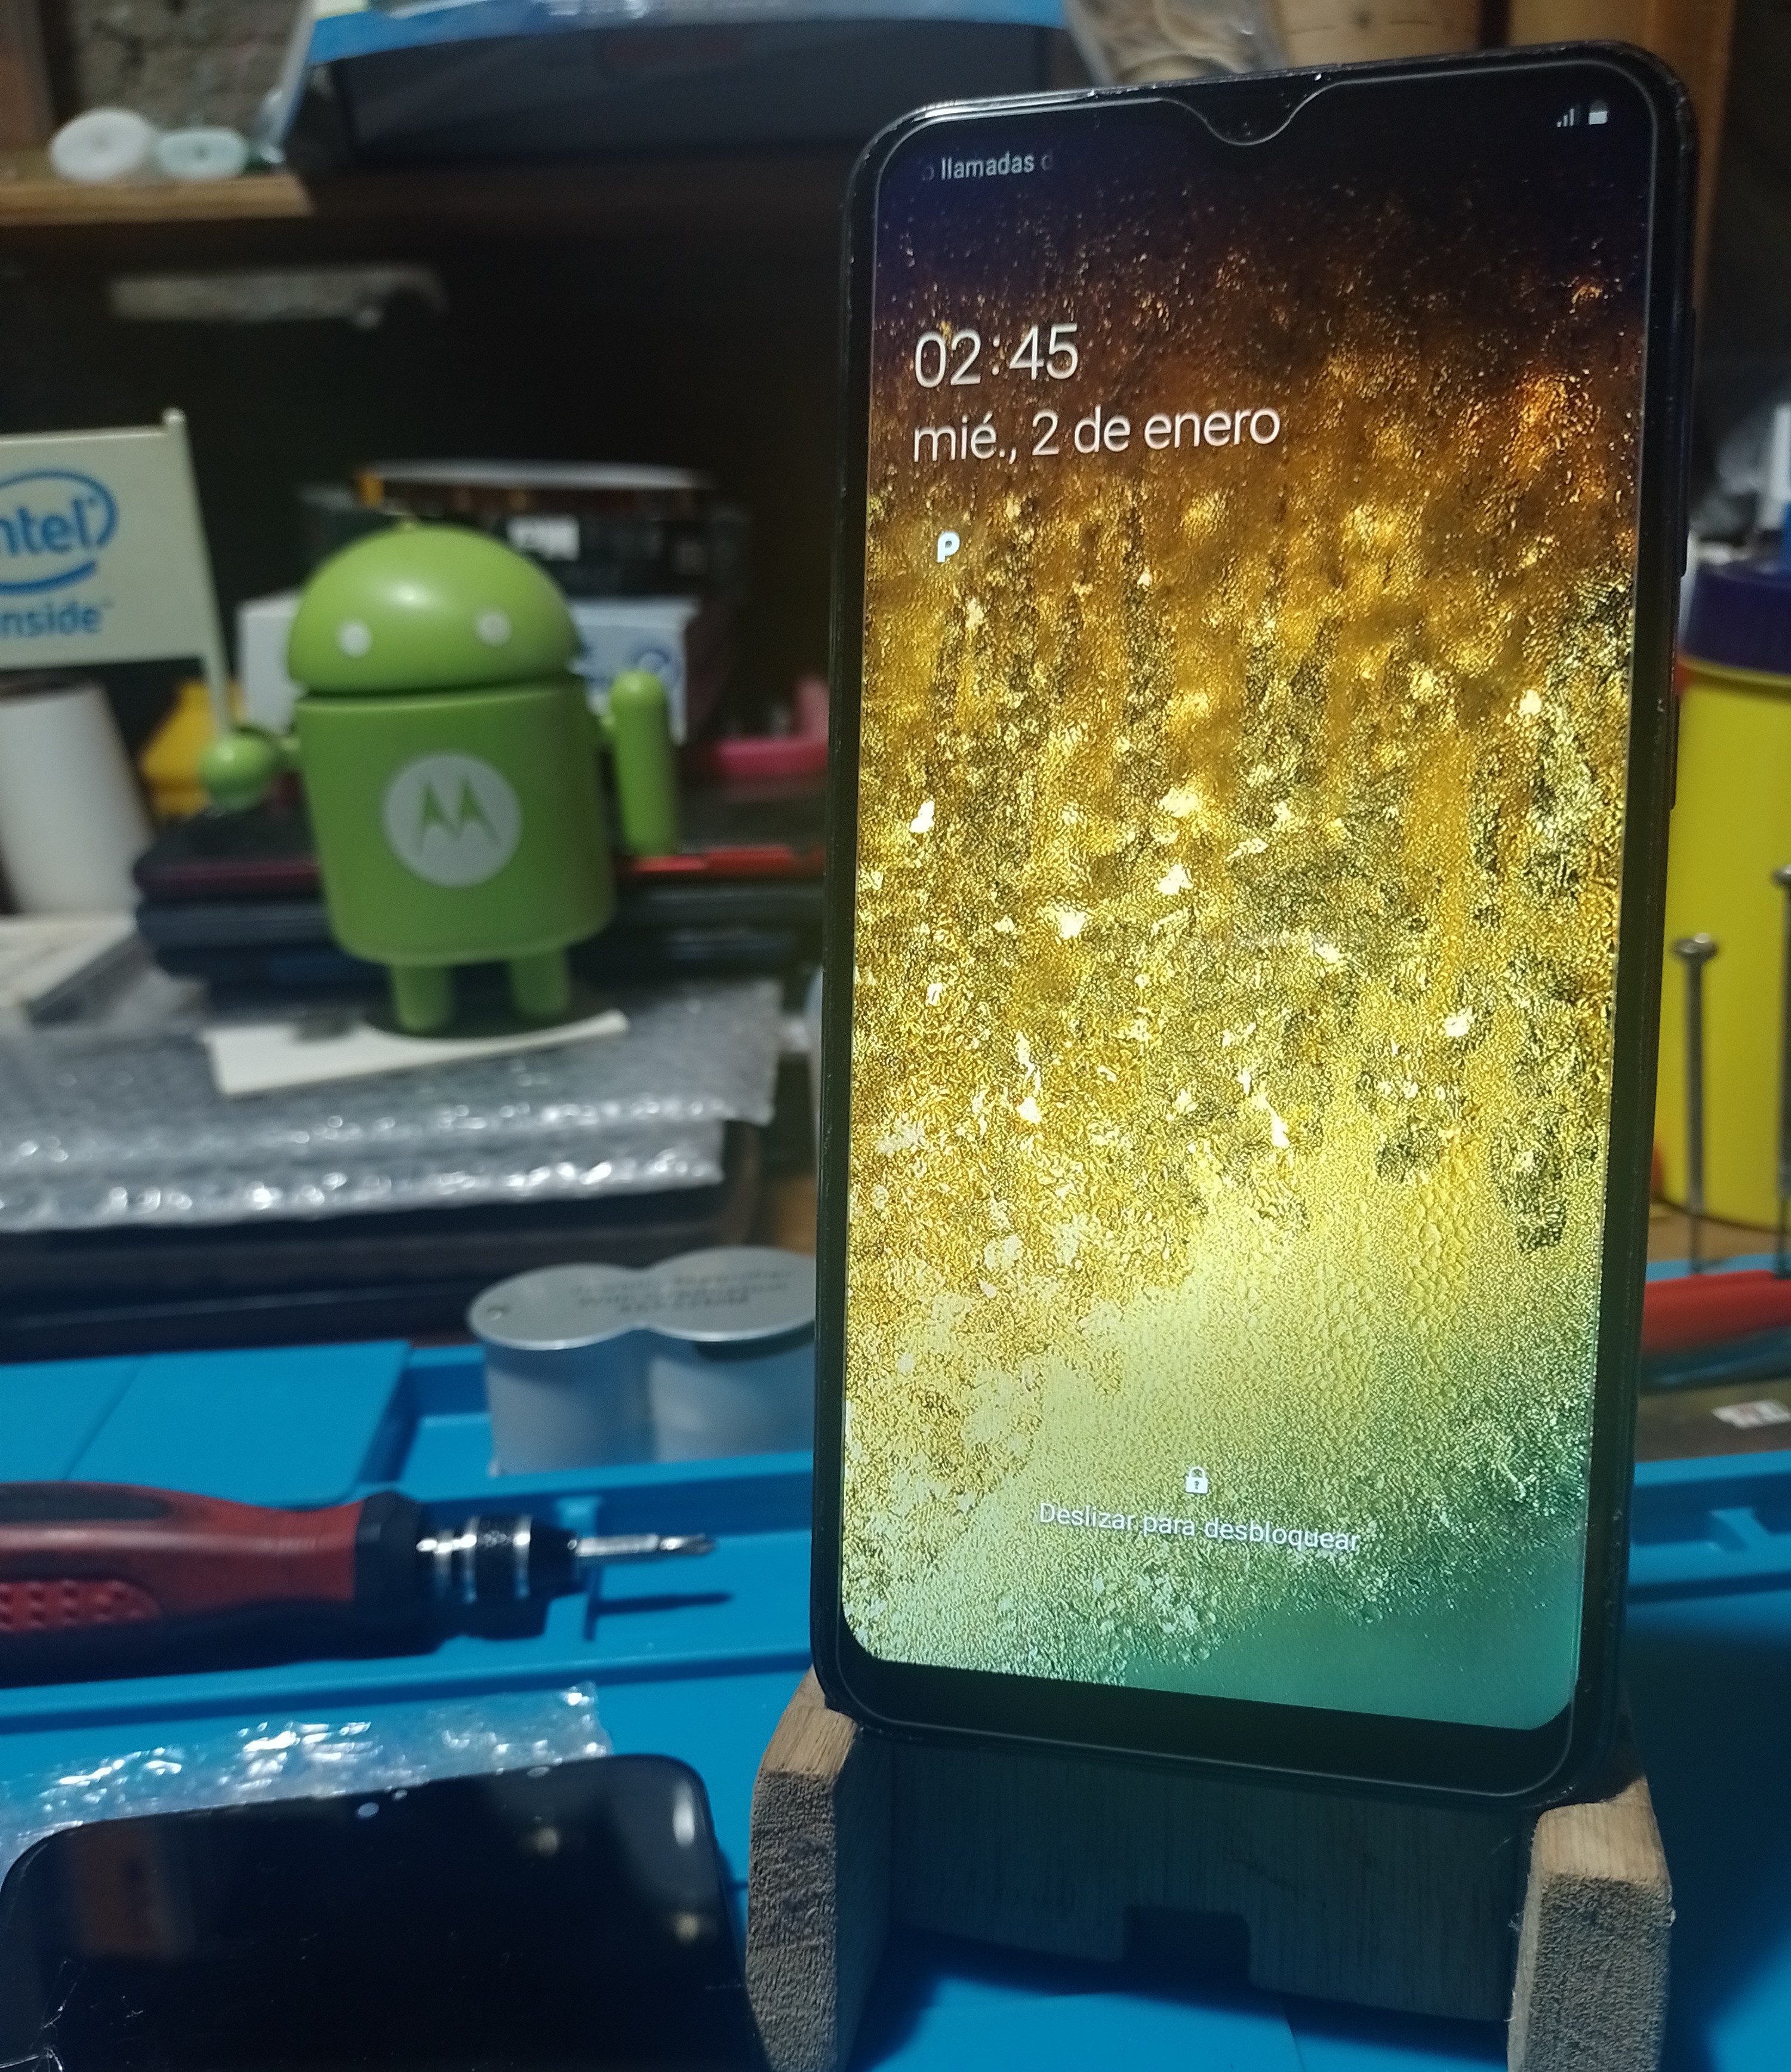 llamadas
02:45
mié., 2 de enero
P
intel
inside
Deslizar para desbloquear